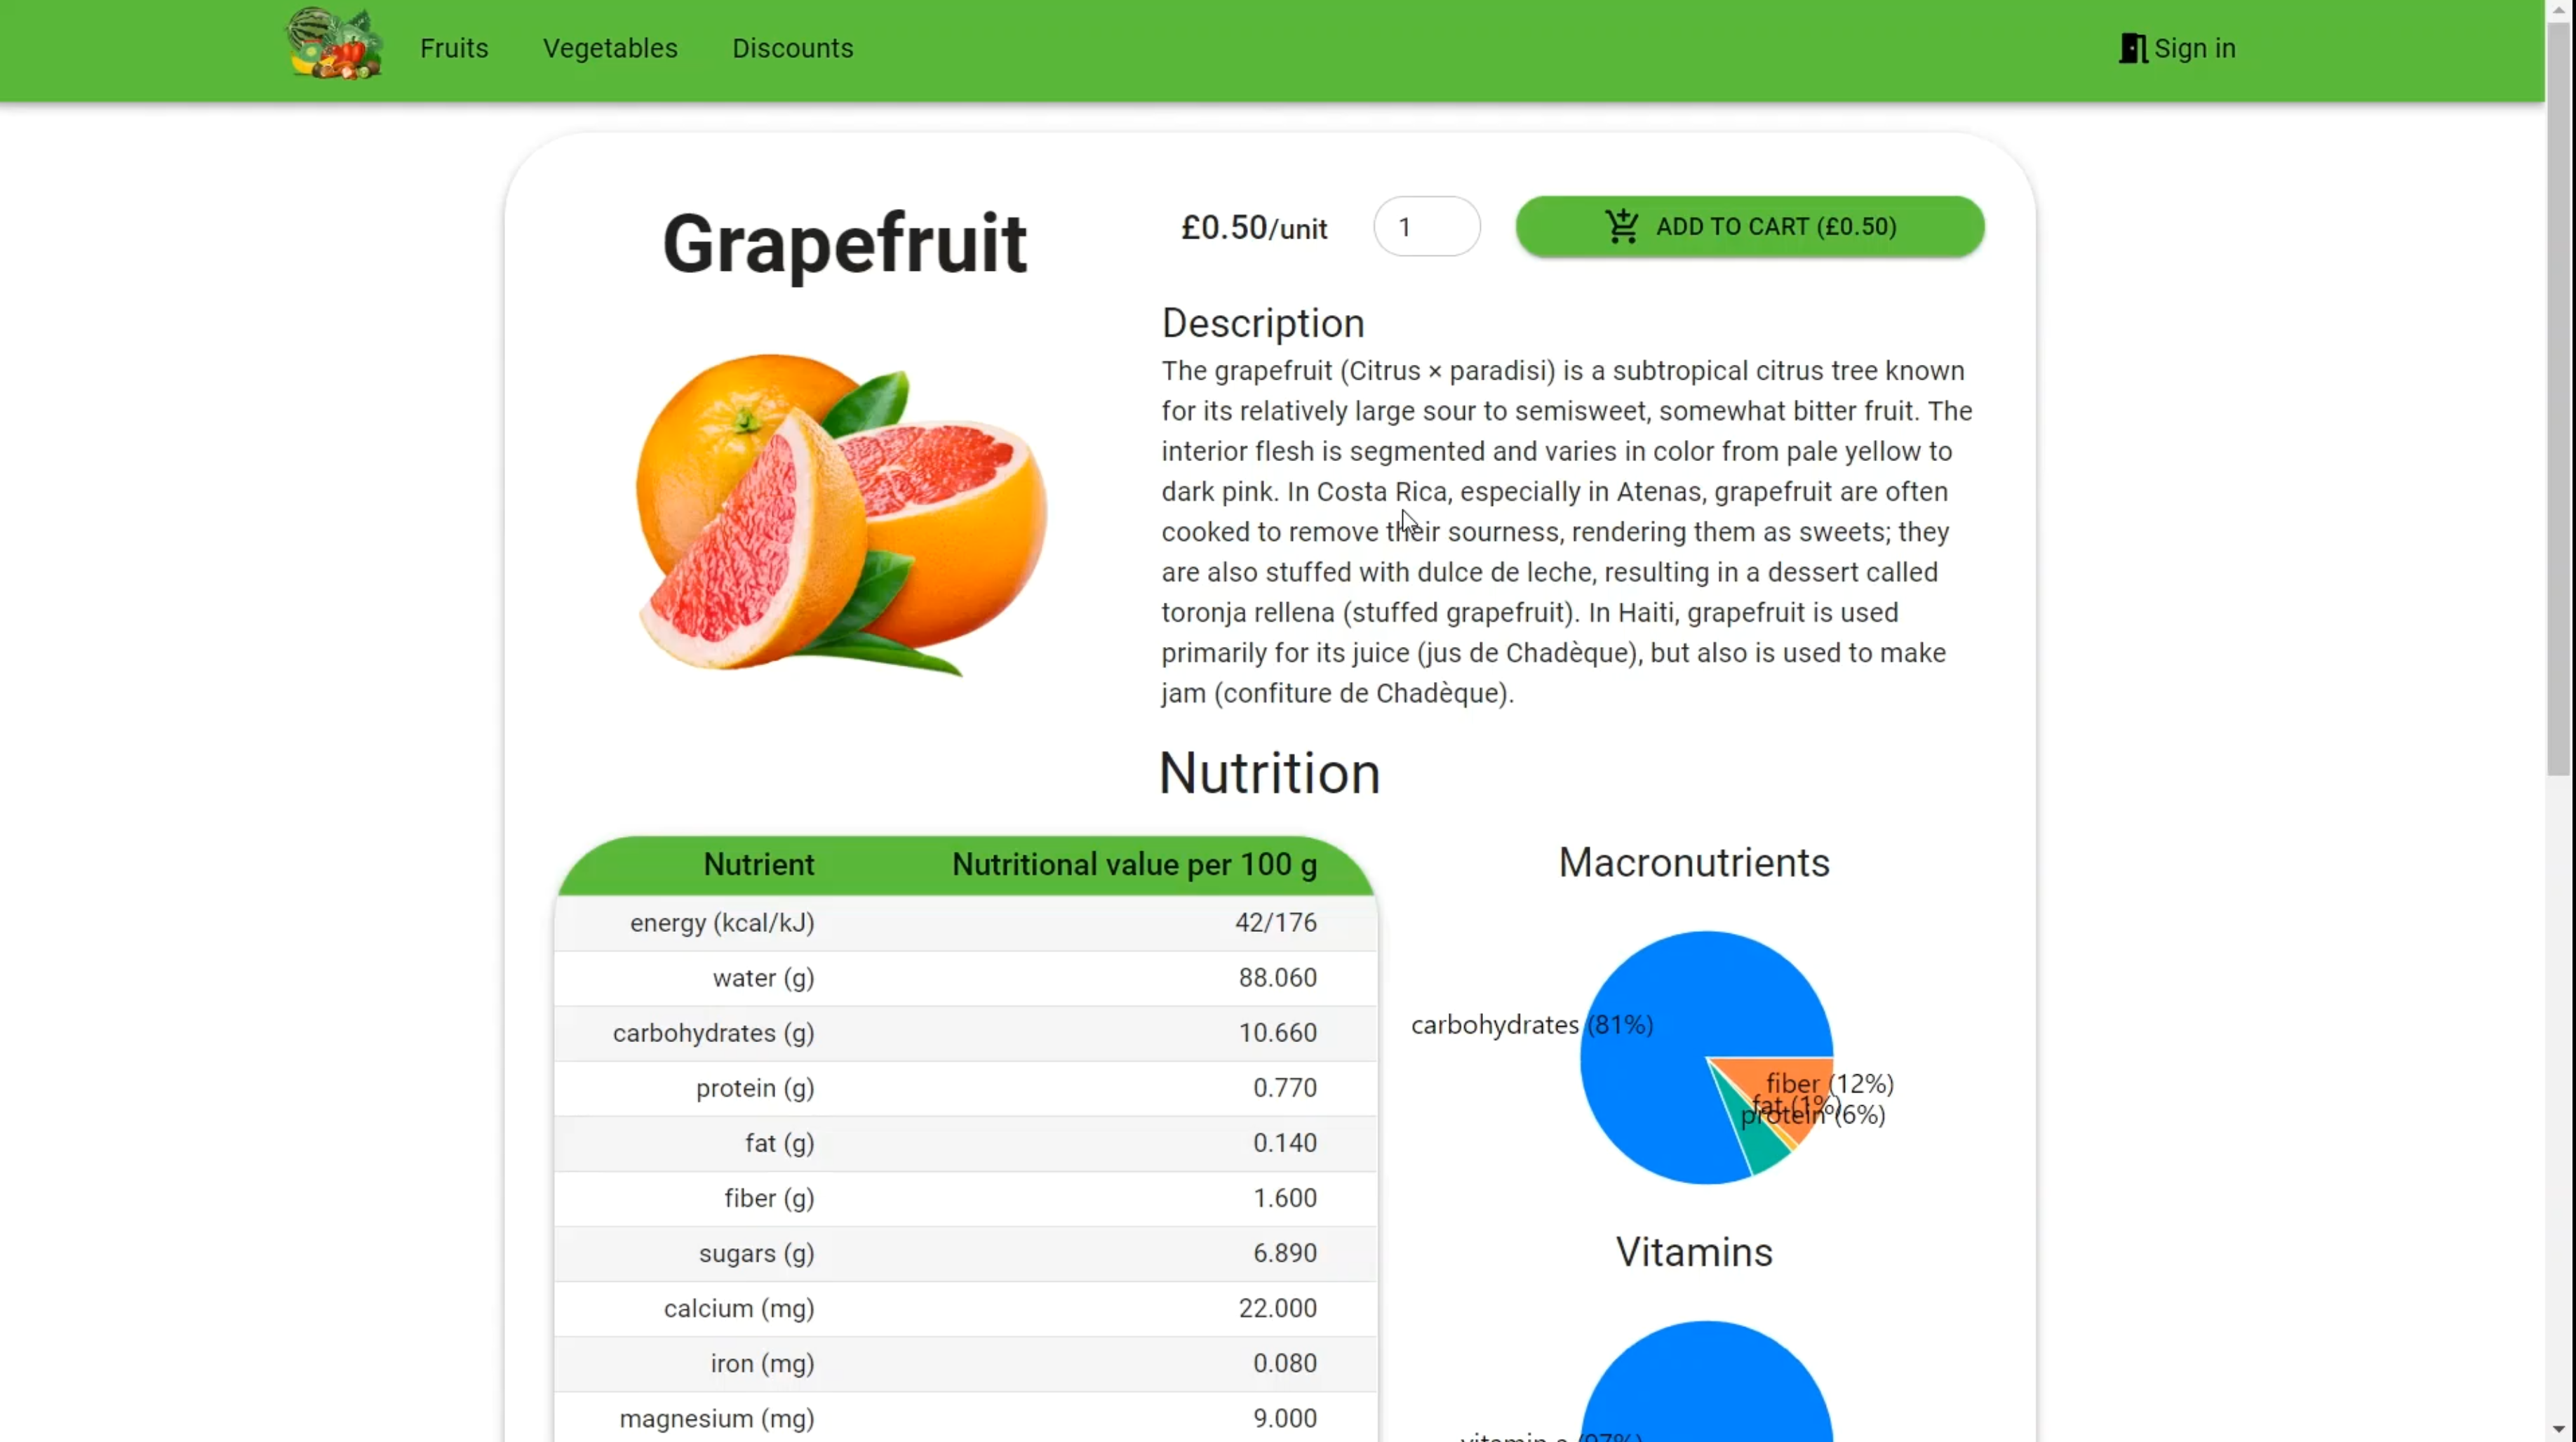 Fruits Vegetables Discounts Sign in
Grapefruit
£0.50/unit 1 ADD TO CART (£0.50)
Description
The grapefruit (Citrus × paradisi) is a subtropical citrus tree known
for its relatively large sour to semisweet, somewhat bitter fruit. The
interior flesh is segmented and varies in color from pale yellow to
dark pink. In Costa Rica, especially in Atenas, grapefruit are often
cooked to remove their sourness, rendering them as sweets; they
are also stuffed with dulce de leche, resulting in a dessert called
toronja rellena (stuffed grapefruit). In Haiti, grapefruit is used
primarily for its juice (jus de Chadèque), but also is used to make
jam (confiture de Chadèque).
Nutrition
Nutrient Nutritional value per 100 g
energy (kcal/kJ) 42/176
water (g) 88.060
carbohydrates (g) 10.660
protein (g) 0.770
fat (g) 0.140
fiber (g) 1.600
sugars (g) 6.890
calcium (mg) 22.000
iron (mg) 0.080
magnesium (mg) 9.000
Macronutrients
carbohydrates (81%)
fiber (12%)
fat (1%)
protein (6%)
Vitamins